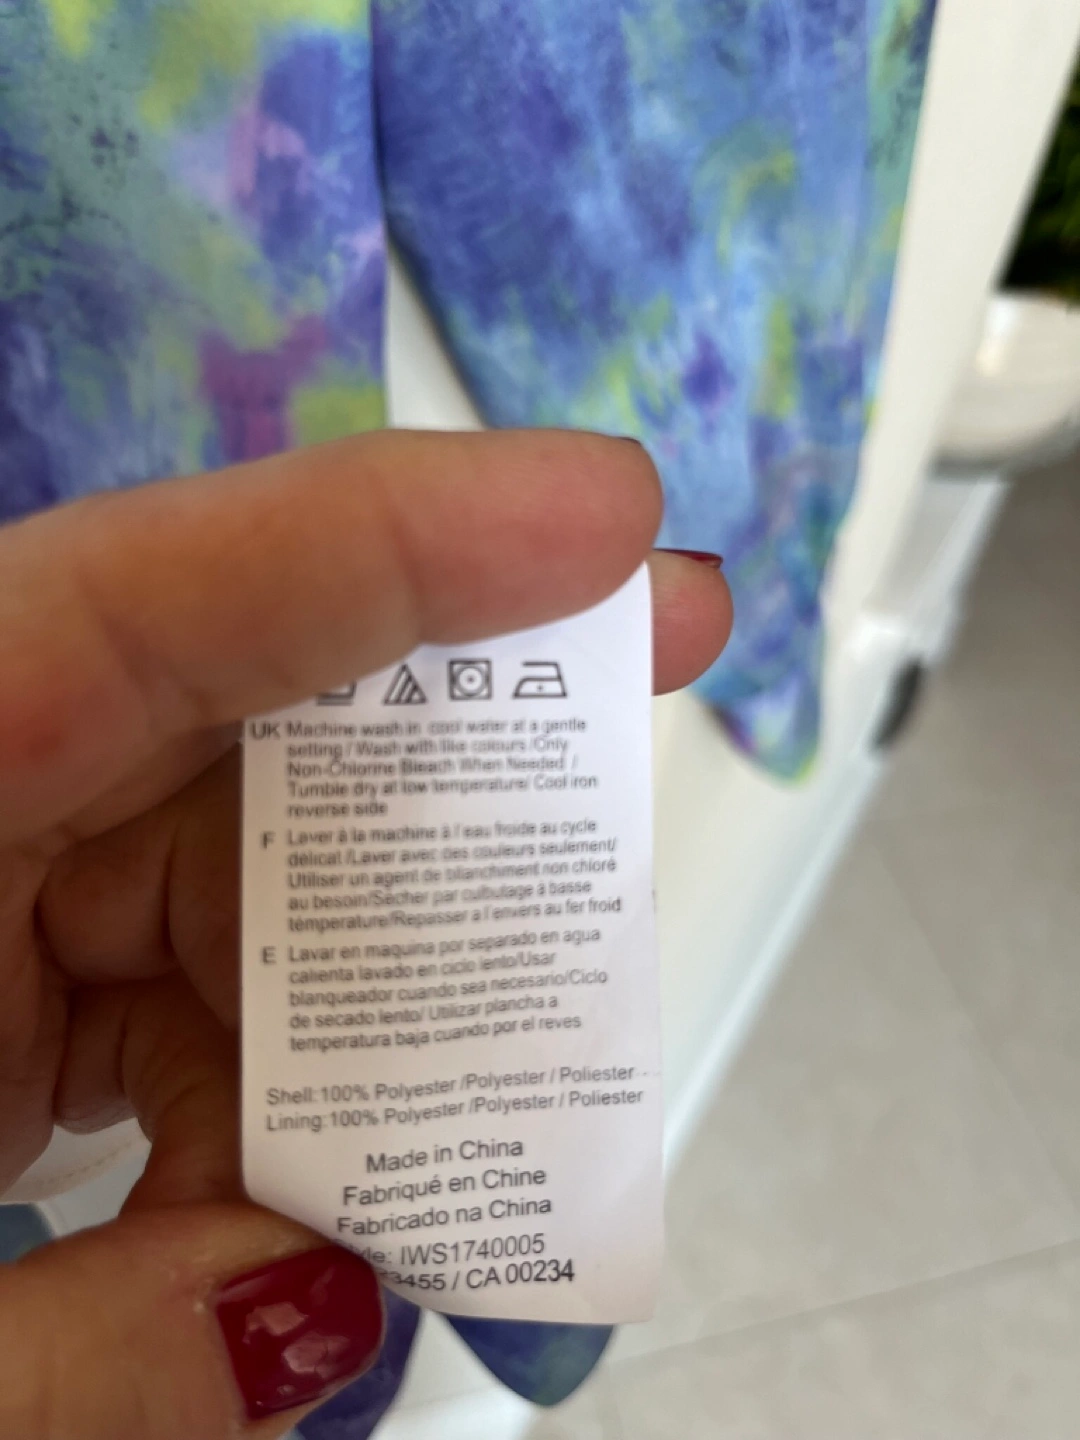 UK Machine wash in cool water at a gentle
setting / Wash with like colours /Only
Non-Chlorine Bleach When Needed /
Tumble dry at low temperature/ Cool iron
reverse side
F Laver à la machine à l'eau froide au cycle
délicat /Laver avec des couleurs seulement/
Utiliser un agent de blianchiment non chloré
au besoin/Sécher par culbutage à basse
température/Repasser a l'envers au fer froid
E Lavar en maquina por separado en agua
calienta lavado en ciclo lento/Usar
blanqueador cuando sea necesario/Ciclo
de secado lento/ Utilizar plancha a
temperatura baja cuando por el reves
Shell:100% Polyester /Polyester / Poliester
Lining:100% Polyester /Polyester / Poliester
Made in China
Fabriqué en Chine
Fabricado na China
IWS1740005
3455 / CA 00234